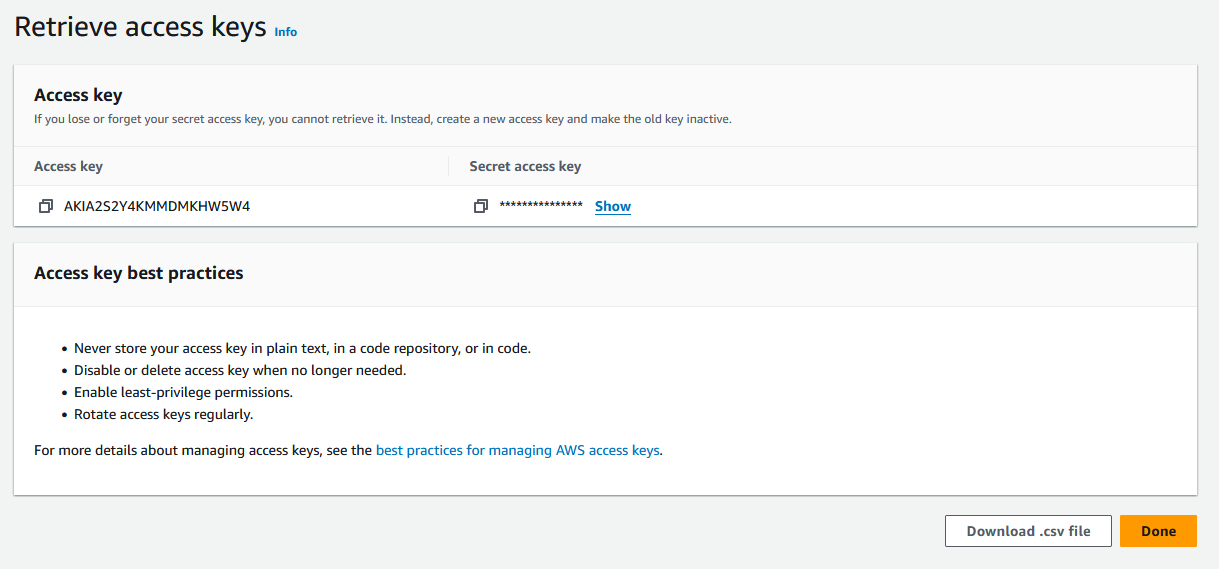 Retrieve access keys Info
Access key
If you lose or forget your secret access key, you cannot retrieve it. Instead, create a new access key and make the old key inactive.
Access key Secret access key
AKIA2S2Y4KMMDMKHW5W4 *************** Show
Access key best practices
• Never store your access key in plain text, in a code repository, or in code.
• Disable or delete access key when no longer needed.
• Enable least-privilege permissions.
• Rotate access keys regularly.
For more details about managing access keys, see the best practices for managing AWS access keys.
Download .csv file Done